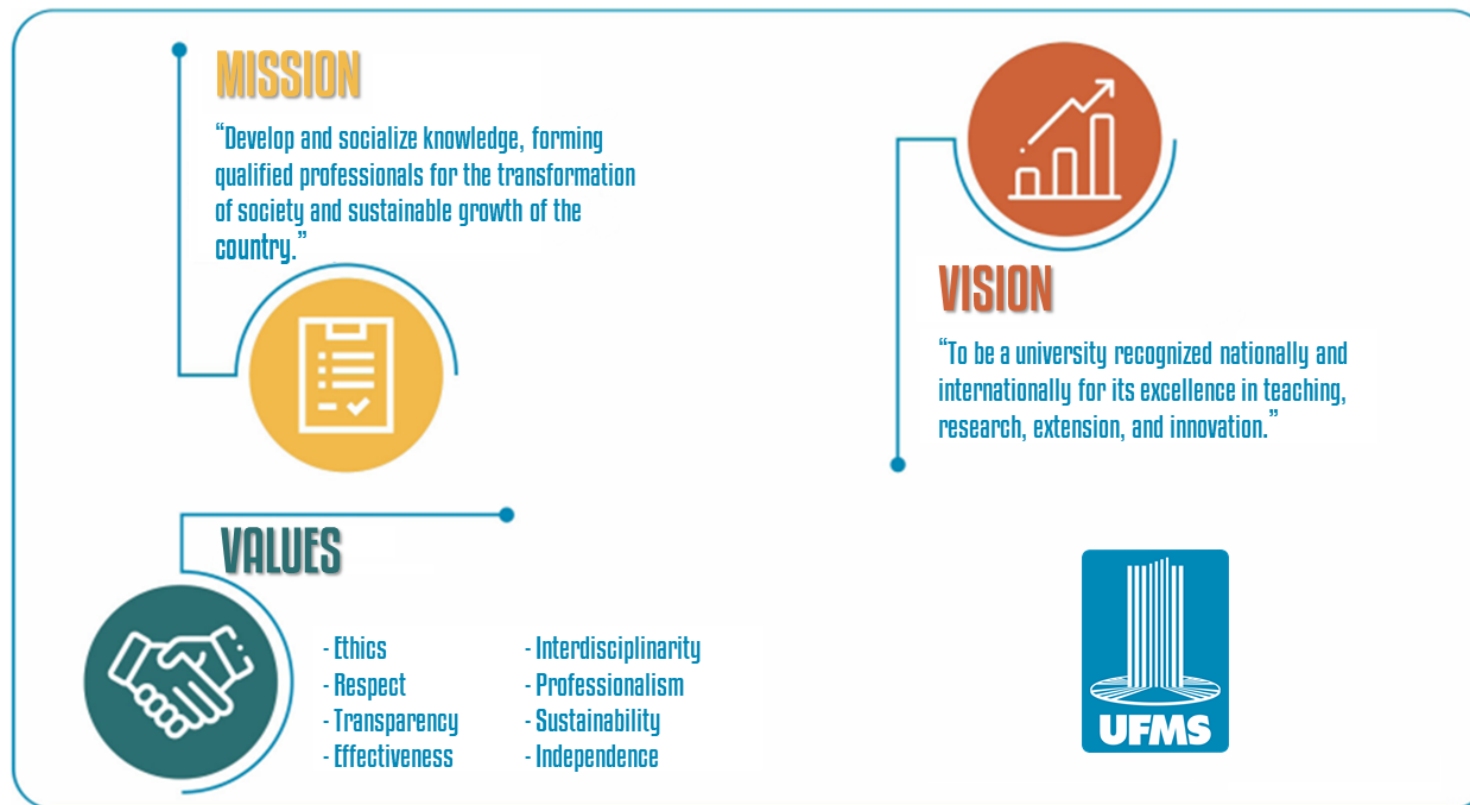 MISSION
“Develop and socialize knowledge, forming
qualified professionals for the transformation
of society and sustainable growth of the
country.”
VISION
“To be a university recognized nationally and
internationally for its excellence in teaching,
research, extension, and innovation.”
VALUES
- Ethics
- Respect
- Transparency
- Effectiveness
- Interdisciplinarity
- Professionalism
- Sustainability
- Independence
UFMS